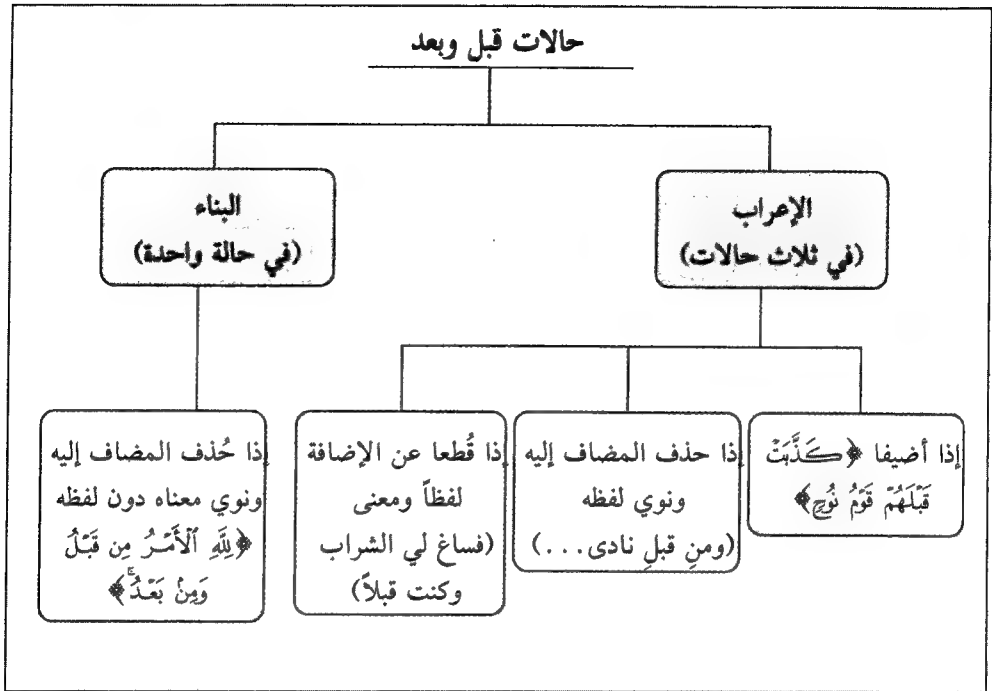 حالات قبل وبعد
الإعراب
(في ثلاث حالات)
البناء
(في حالة واحدة)
إذا أضيفا ﴿كَذَّبَتْ
قَبْلَهُمْ قَوْمُ نُوحٍ﴾
إذا حذف المضاف إليه
ونوي لفظه
(ومنِ قبلِ نادى...)
إذا قُطعا عن الإضافة
لفظاً ومعنى
(فساغ لي الشراب
وكنت قبلاً)
إذا حُذف المضاف إليه
ونوي معناه دون لفظه
﴿لِلَّهِ ٱلْأَمْرُ مِن قَبْلُ
وَمِنۢ بَعْدُ ۚ﴾